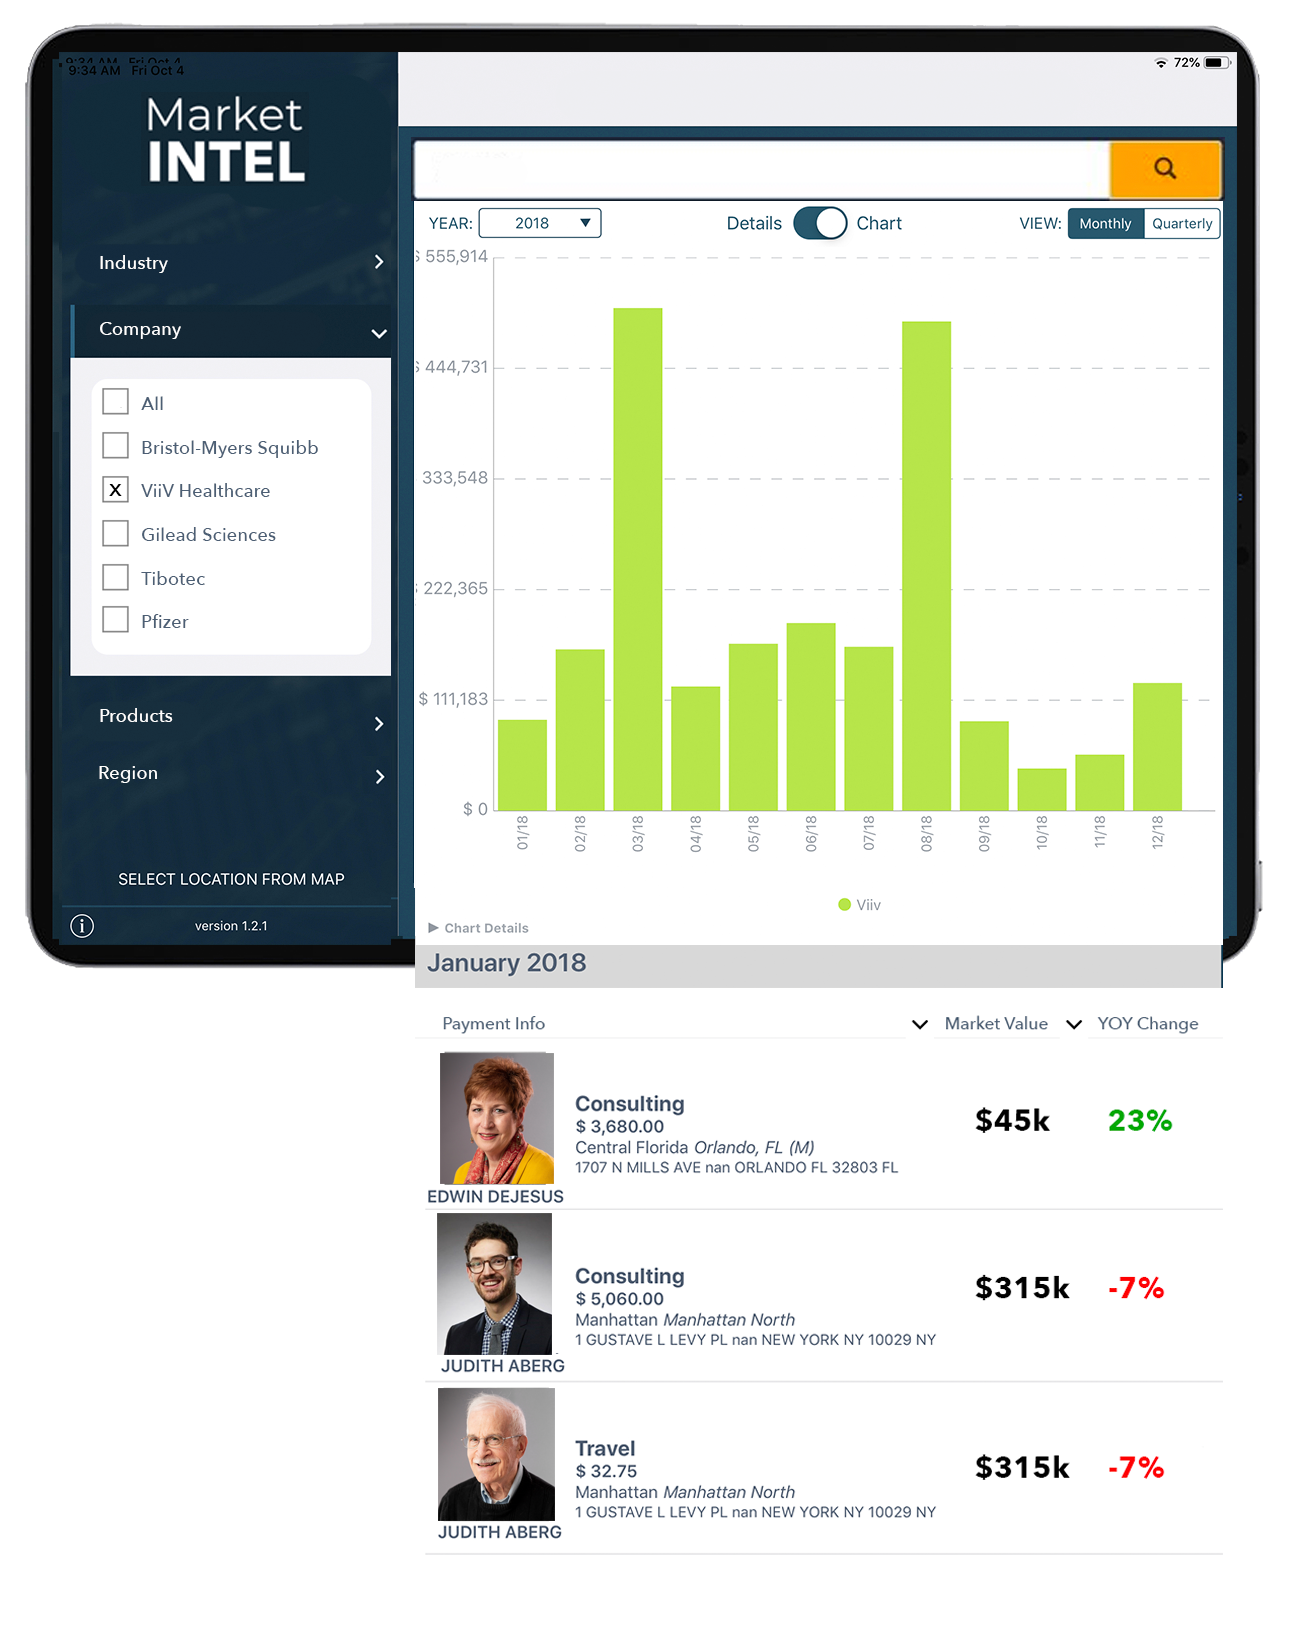 9:34 AM Fri Oct 4
9:34 AM Fri Oct 4
72%
Market
INTEL
Industry
Company
All
Bristol-Myers Squibb
X ViiV Healthcare
Gilead Sciences
Tibotec
Pfizer
Products
Region
SELECT LOCATION FROM MAP
i version 1.2.1
YEAR: 2018 Details Chart VIEW: Monthly Quarterly
$ 555,914
$ 444,731
333,548
$ 222,365
$ 111,183
$ 0
01/18 02/18 03/18 04/18 05/18 06/18 07/18 08/18 09/18 10/18 11/18 12/18
Viiv
Chart Details
January 2018
Payment Info Market Value YOY Change
Consulting
$ 3,680.00
Central Florida Orlando, FL (M)
1707 N MILLS AVE nan ORLANDO FL 32803 FL
EDWIN DEJESUS
$45k 23%
Consulting
$ 5,060.00
Manhattan Manhattan North
1 GUSTAVE L LEVY PL nan NEW YORK NY 10029 NY
JUDITH ABERG
$315k -7%
Travel
$ 32.75
Manhattan Manhattan North
1 GUSTAVE L LEVY PL nan NEW YORK NY 10029 NY
JUDITH ABERG
$315k -7%